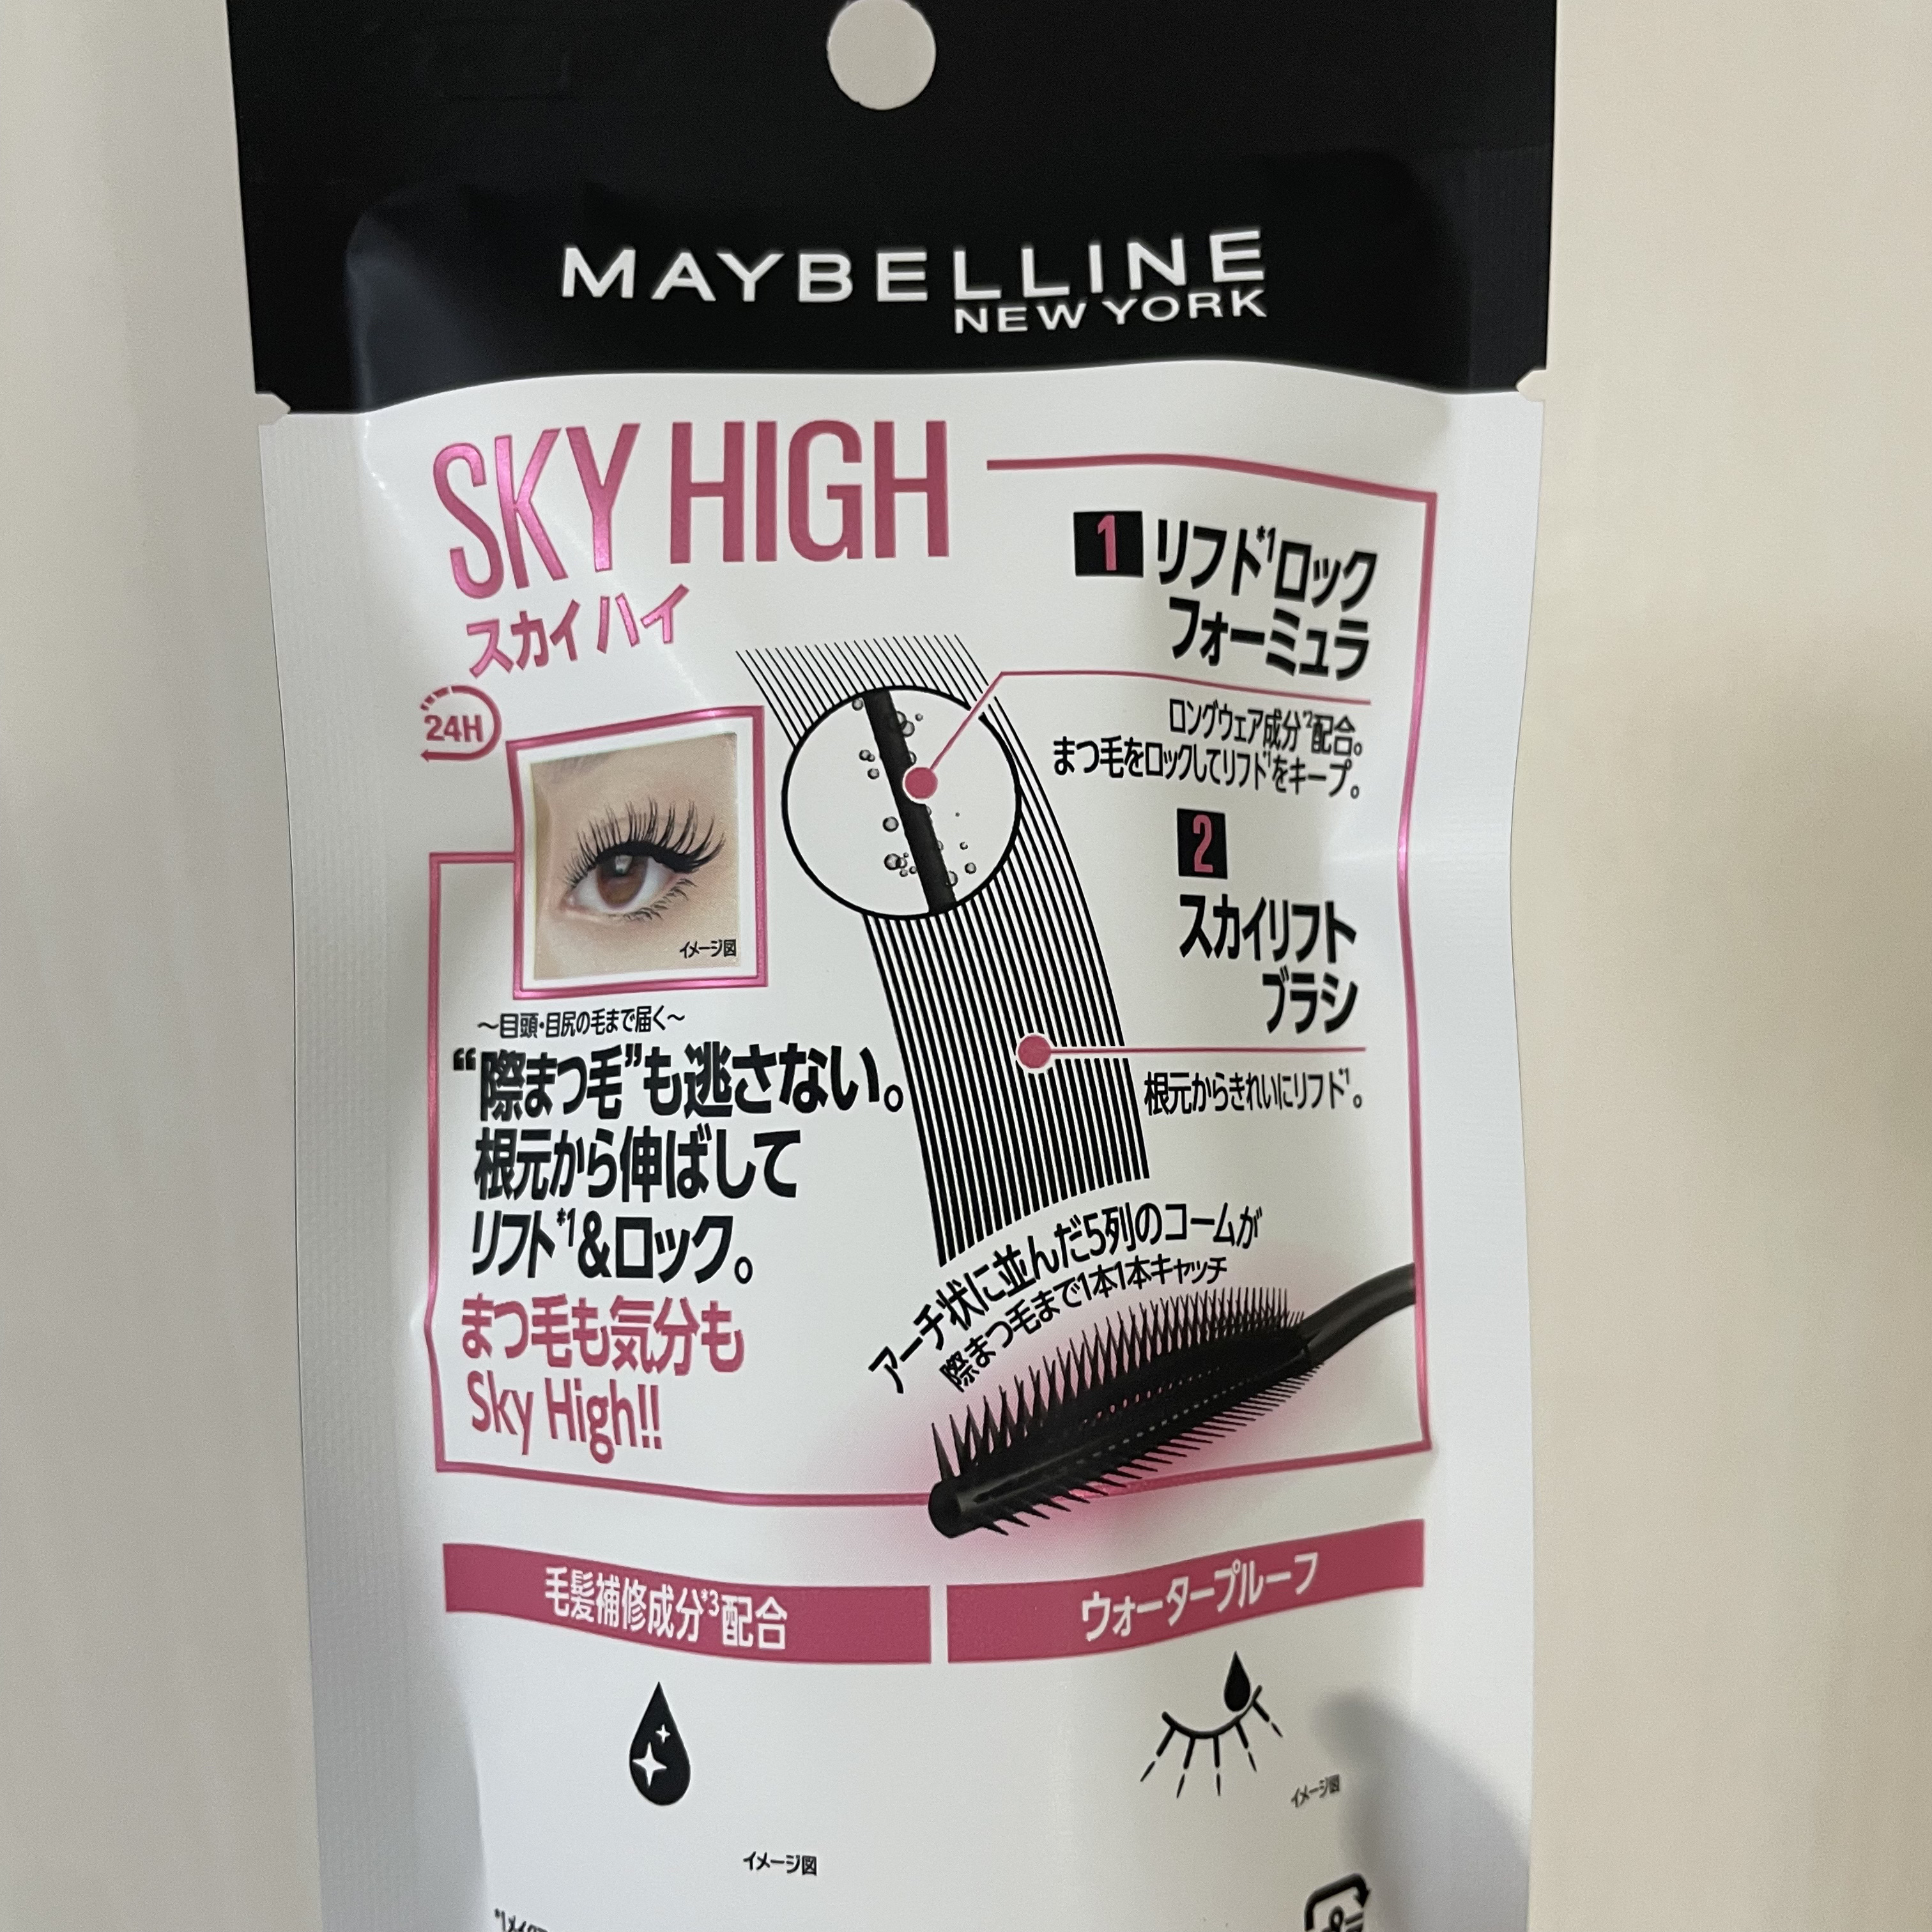 MAYBELLINE
NEW YORK
SKY HIGH
スカイ ハイ
24H
イメージ図
～目頭・目尻の毛まで届く～
“際まつ毛”も逃さない。
根元から伸ばして
リフト*1&ロック。
まつ毛も気分も
Sky High!!
1 リフト*1ロック
フォーミュラ
ロングウェア成分*2配合。
まつ毛をロックしてリフト*1をキープ。
2
スカイリフト
ブラシ
根元からきれいにリフト*1。
アーチ状に並んだ5列のコームが
際まつ毛まで1本1本キャッチ
毛髪補修成分*3配合
ウォータープルーフ
イメージ図
イメージ図